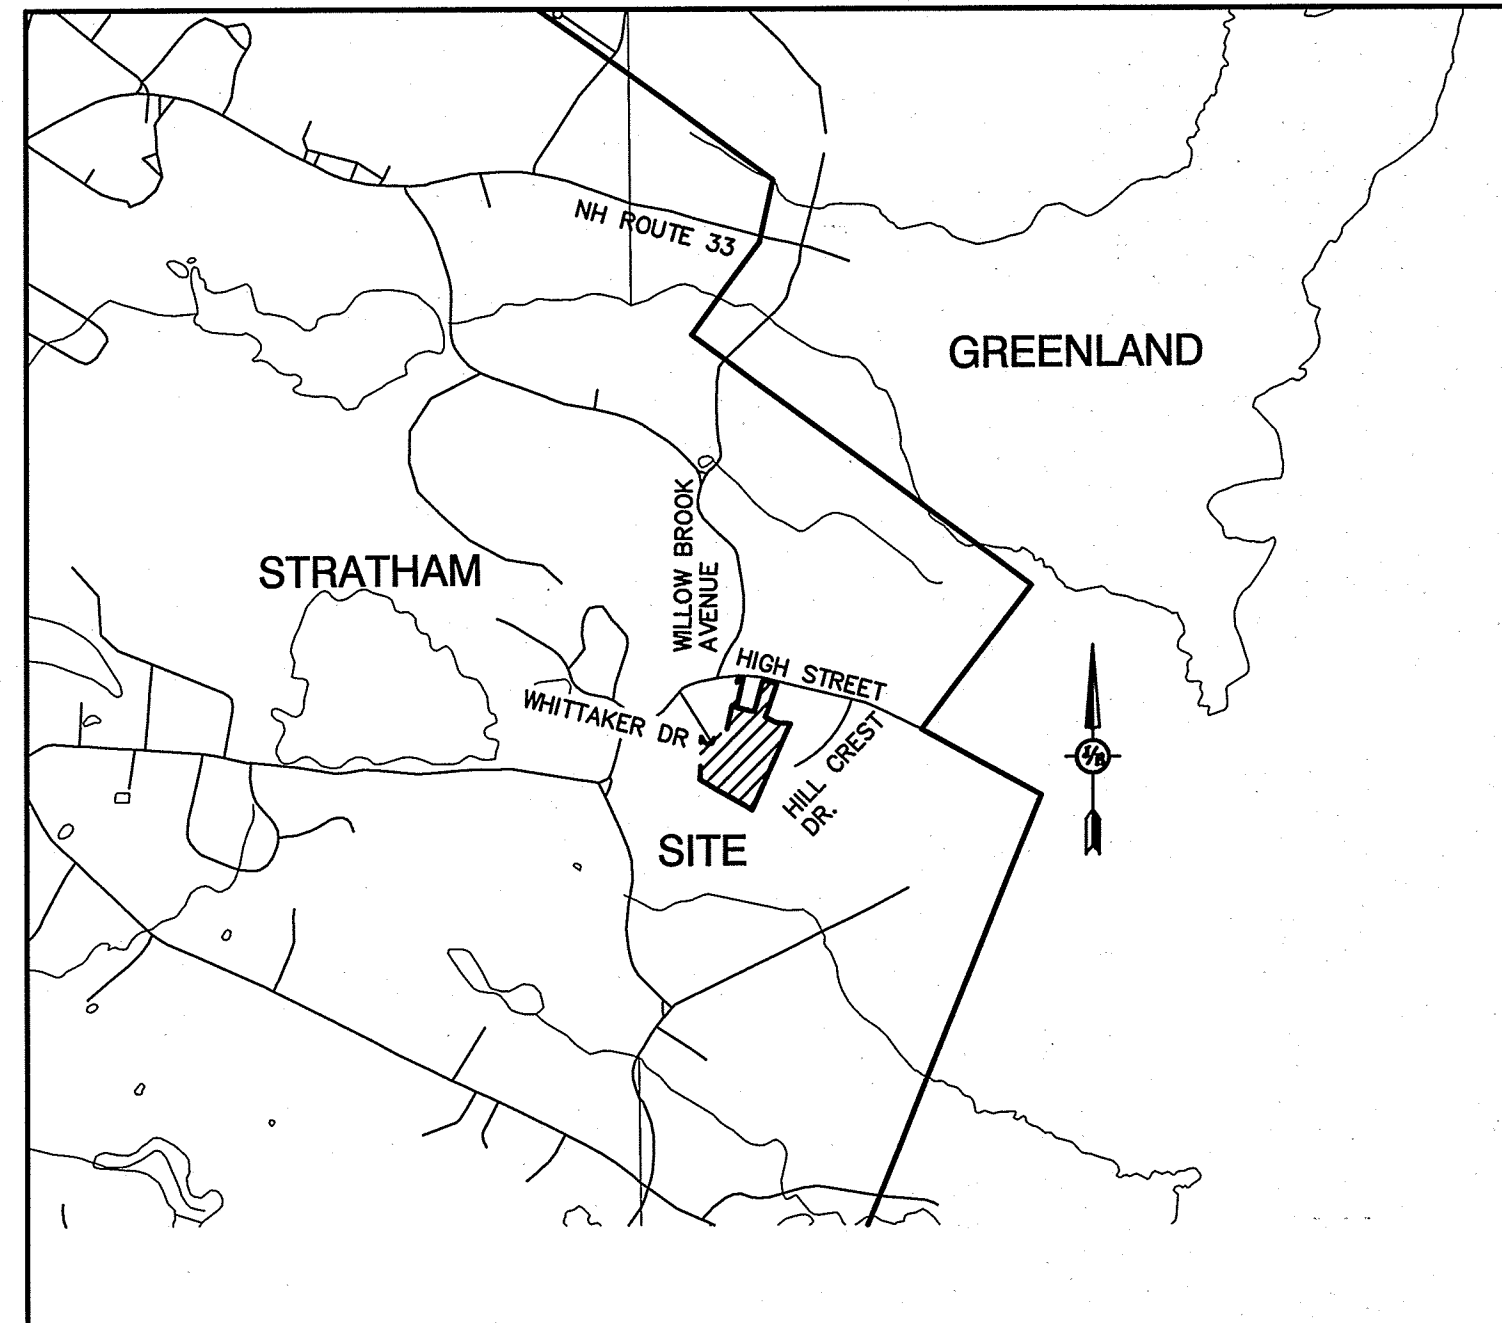 NH ROUTE 33
GREENLAND
STRATHAM
WILLOW BROOK
AVENUE
HIGH STREET
WHITTAKER DR
HILL CREST
DR.
SITE